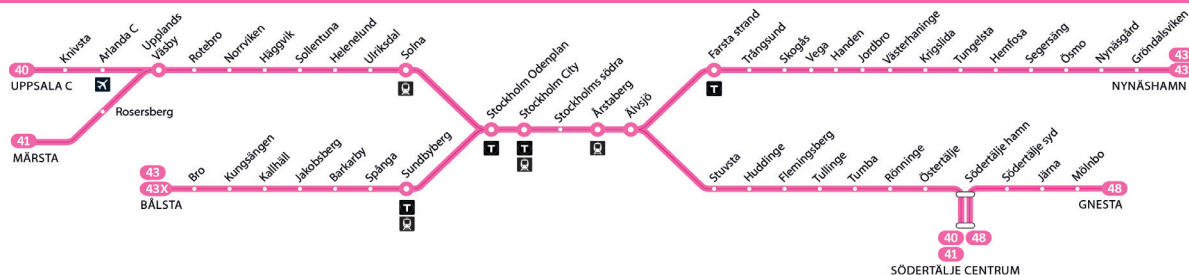 40
UPPSALA C
Knivsta
Arlanda C
Upplands
Väsby
Rotebro
Norrviken
Häggvik
Sollentuna
Helenelund
Ulriksdal
Solna
Rosersberg
41
MÄRSTA
43
43X
BÅLSTA
Bro
Kungsängen
Kallhäll
Jakobsberg
Barkarby
Spånga
Sundbyberg
T
Stockholm Odenplan
T
Stockholm City
T
Stockholms södra
Årstaberg
Älvsjö
Farsta strand
T
Trångsund
Skogås
Vega
Handen
Jordbro
Västerhaninge
Krigslida
Tungelsta
Hemfosa
Segersäng
Ösmo
Nynäsgård
Gröndalsviken
43
43
NYNÄSHAMN
Stuvsta
Huddinge
Flemingsberg
Tullinge
Tumba
Rönninge
Östertälje
Södertälje hamn
Södertälje syd
Järna
Mölnbo
48
GNESTA
40
48
41
SÖDERTÄLJE CENTRUM